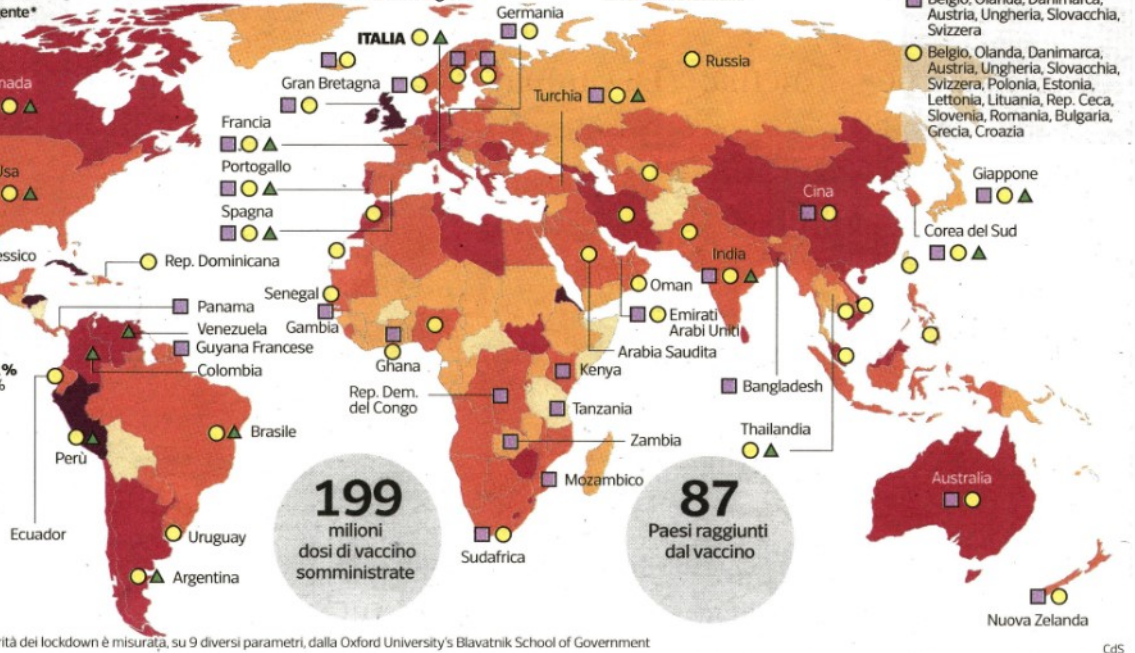 ente*
Germania
ITALIA
Belgio, Olanda, Danimarca,
Austria, Ungheria, Slovacchia,
Svizzera
Belgio, Olanda, Danimarca,
Austria, Ungheria, Slovacchia,
Svizzera, Polonia, Estonia,
Lettonia, Lituania, Rep. Ceca,
Slovenia, Romania, Bulgaria,
Grecia, Croazia
Russia
nada
Gran Bretagna
Turchia
Francia
Portogallo
Spagna
Usa
Giappone
Cina
Corea del Sud
essico
Rep. Dominicana
India
Oman
Senegal
Gambia
Emirati
Arabi Uniti
Panama
Venezuela
Guyana Francese
Colombia
Arabia Saudita
Ghana
Kenya
Bangladesh
%
%
Rep. Dem.
del Congo
Tanzania
Thailandia
Brasile
Zambia
Perù
Mozambico
Australia
199
milioni
dosi di vaccino
somministrate
87
Paesi raggiunti
dal vaccino
Ecuador
Uruguay
Sudafrica
Argentina
Nuova Zelanda
rità dei lockdown è misurata, su 9 diversi parametri, dalla Oxford University's Blavatnik School of Government
CdS